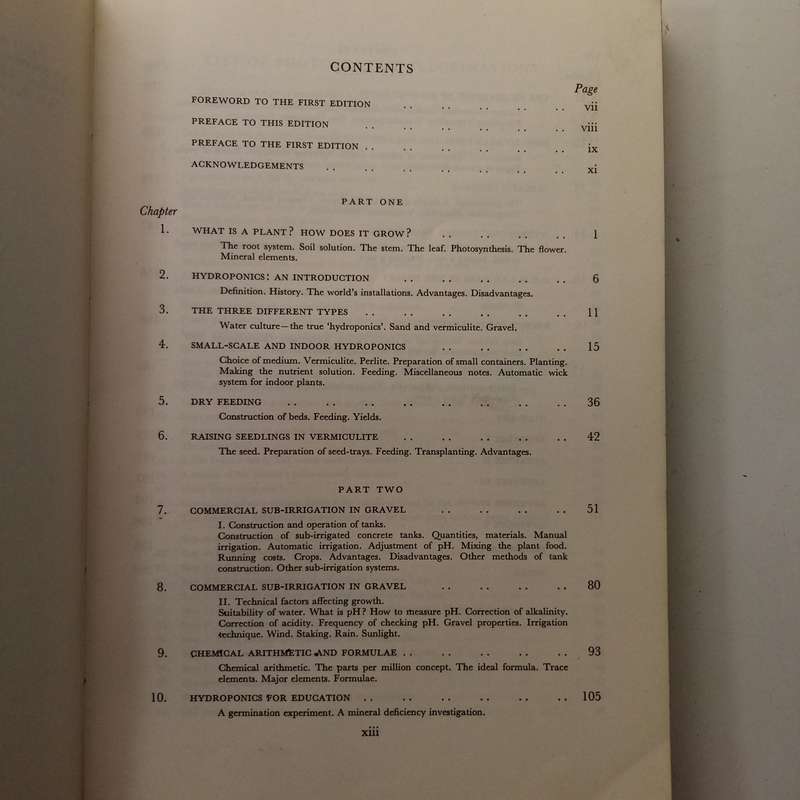 CONTENTS
Page
FOREWORD TO THE FIRST EDITION .. .. .. .. .. vii
PREFACE TO THIS EDITION .. .. .. .. .. .. viii
PREFACE TO THE FIRST EDITION .. .. .. .. .. .. ix
ACKNOWLEDGEMENTS .. .. .. .. .. .. .. xi
PART ONE
Chapter
1. WHAT IS A PLANT? HOW DOES IT GROW? .. .. .. .. 1
The root system. Soil solution. The stem. The leaf. Photosynthesis. The flower.
Mineral elements.
2. HYDROPONICS: AN INTRODUCTION .. .. .. .. .. 6
Definition. History. The world's installations. Advantages. Disadvantages.
3. THE THREE DIFFERENT TYPES .. .. .. .. .. .. 11
Water culture—the true 'hydroponics'. Sand and vermiculite. Gravel.
4. SMALL-SCALE AND INDOOR HYDROPONICS .. .. .. .. 15
Choice of medium. Vermiculite. Perlite. Preparation of small containers. Planting.
Making the nutrient solution. Feeding. Miscellaneous notes. Automatic wick
system for indoor plants.
5. DRY FEEDING .. .. .. .. .. .. .. .. 36
Construction of beds. Feeding. Yields.
6. RAISING SEEDLINGS IN VERMICULITE .. .. .. .. .. 42
The seed. Preparation of seed-trays. Feeding. Transplanting. Advantages.
PART TWO
7. COMMERCIAL SUB-IRRIGATION IN GRAVEL .. .. .. .. 51
I. Construction and operation of tanks.
Construction of sub-irrigated concrete tanks. Quantities, materials. Manual
irrigation. Automatic irrigation. Adjustment of pH. Mixing the plant food.
Running costs. Crops. Advantages. Disadvantages. Other methods of tank
construction. Other sub-irrigation systems.
8. COMMERCIAL SUB-IRRIGATION IN GRAVEL .. .. .. .. 80
II. Technical factors affecting growth.
Suitability of water. What is pH? How to measure pH. Correction of alkalinity.
Correction of acidity. Frequency of checking pH. Gravel properties. Irrigation
technique. Wind. Staking. Rain. Sunlight.
9. CHEMICAL ARITHMETIC AND FORMULAE .. .. .. .. .. 93
Chemical arithmetic. The parts per million concept. The ideal formula. Trace
elements. Major elements. Formulae.
10. HYDROPONICS FOR EDUCATION .. .. .. .. .. .. 105
A germination experiment. A mineral deficiency investigation.
xiii